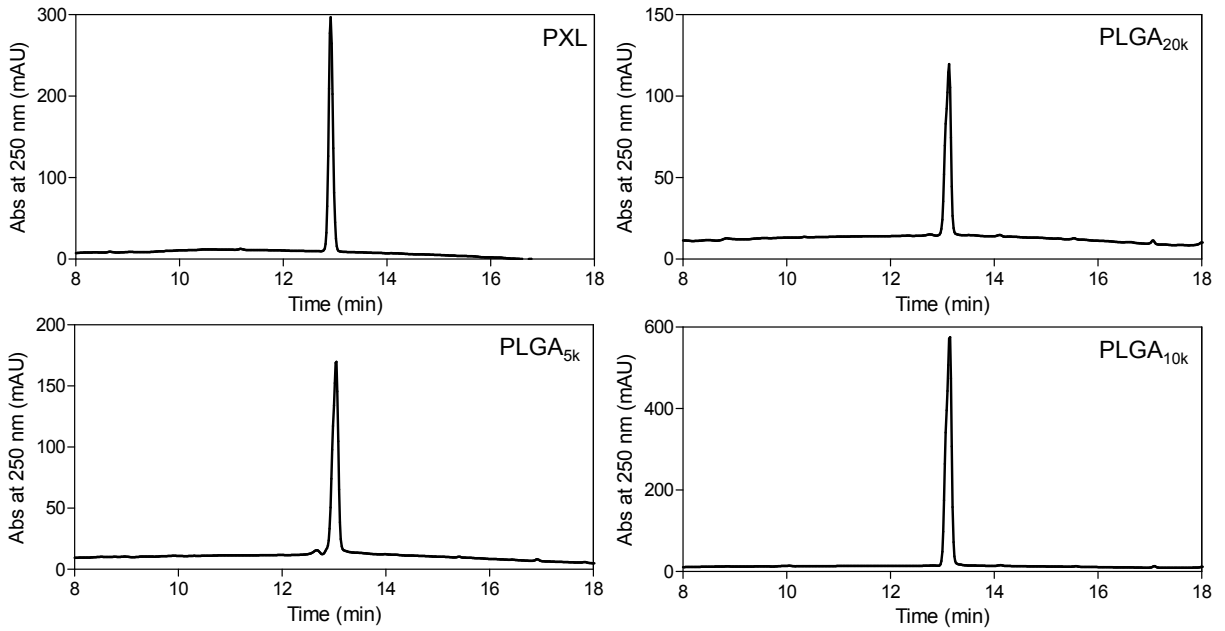 PXL
Abs at 250 nm (mAU)
300
200
100
0
8 10 12 14 16 18
Time (min)
PLGA20k
Abs at 250 nm (mAU)
150
100
50
0
8 10 12 14 16 18
Time (min)
PLGA5k
Abs at 250 nm (mAU)
200
150
100
50
0
8 10 12 14 16 18
Time (min)
PLGA10k
Abs at 250 nm (mAU)
600
400
200
0
8 10 12 14 16 18
Time (min)